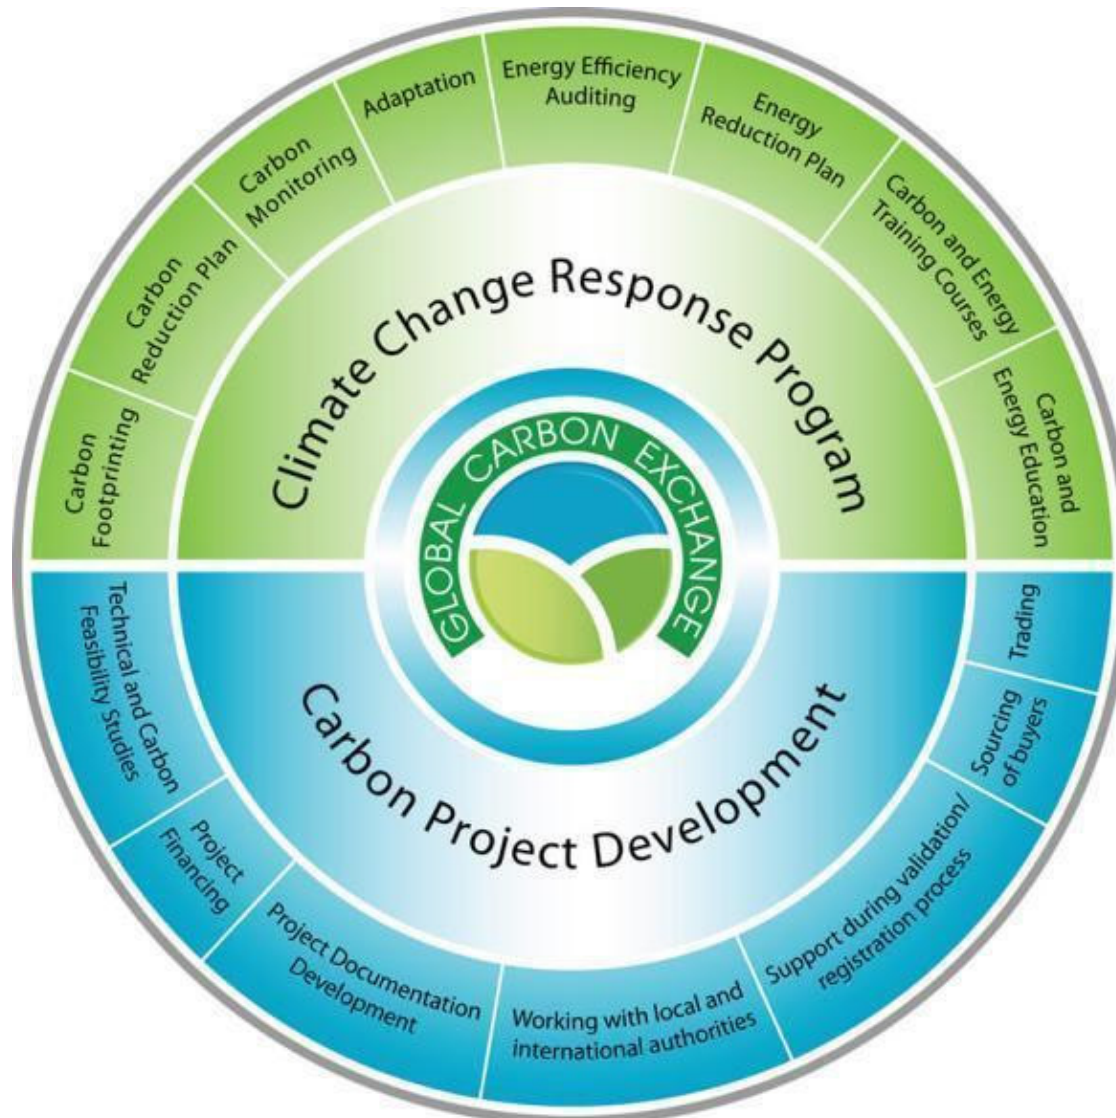 Carbon
Footprinting
Carbon
Reduction Plan
Carbon
Monitoring
Adaptation
Energy Efficiency
Auditing
Energy
Reduction Plan
Carbon and Energy
Training Courses
Carbon and
Energy Education
Climate Change Response Program
GLOBAL CARBON EXCHANGE
Carbon Project Development
Technical and Carbon
Feasibility Studies
Project
Financing
Project Documentation
Development
Working with local and
international authorities
Support during validation/
registration process
Sourcing
of buyers
Trading